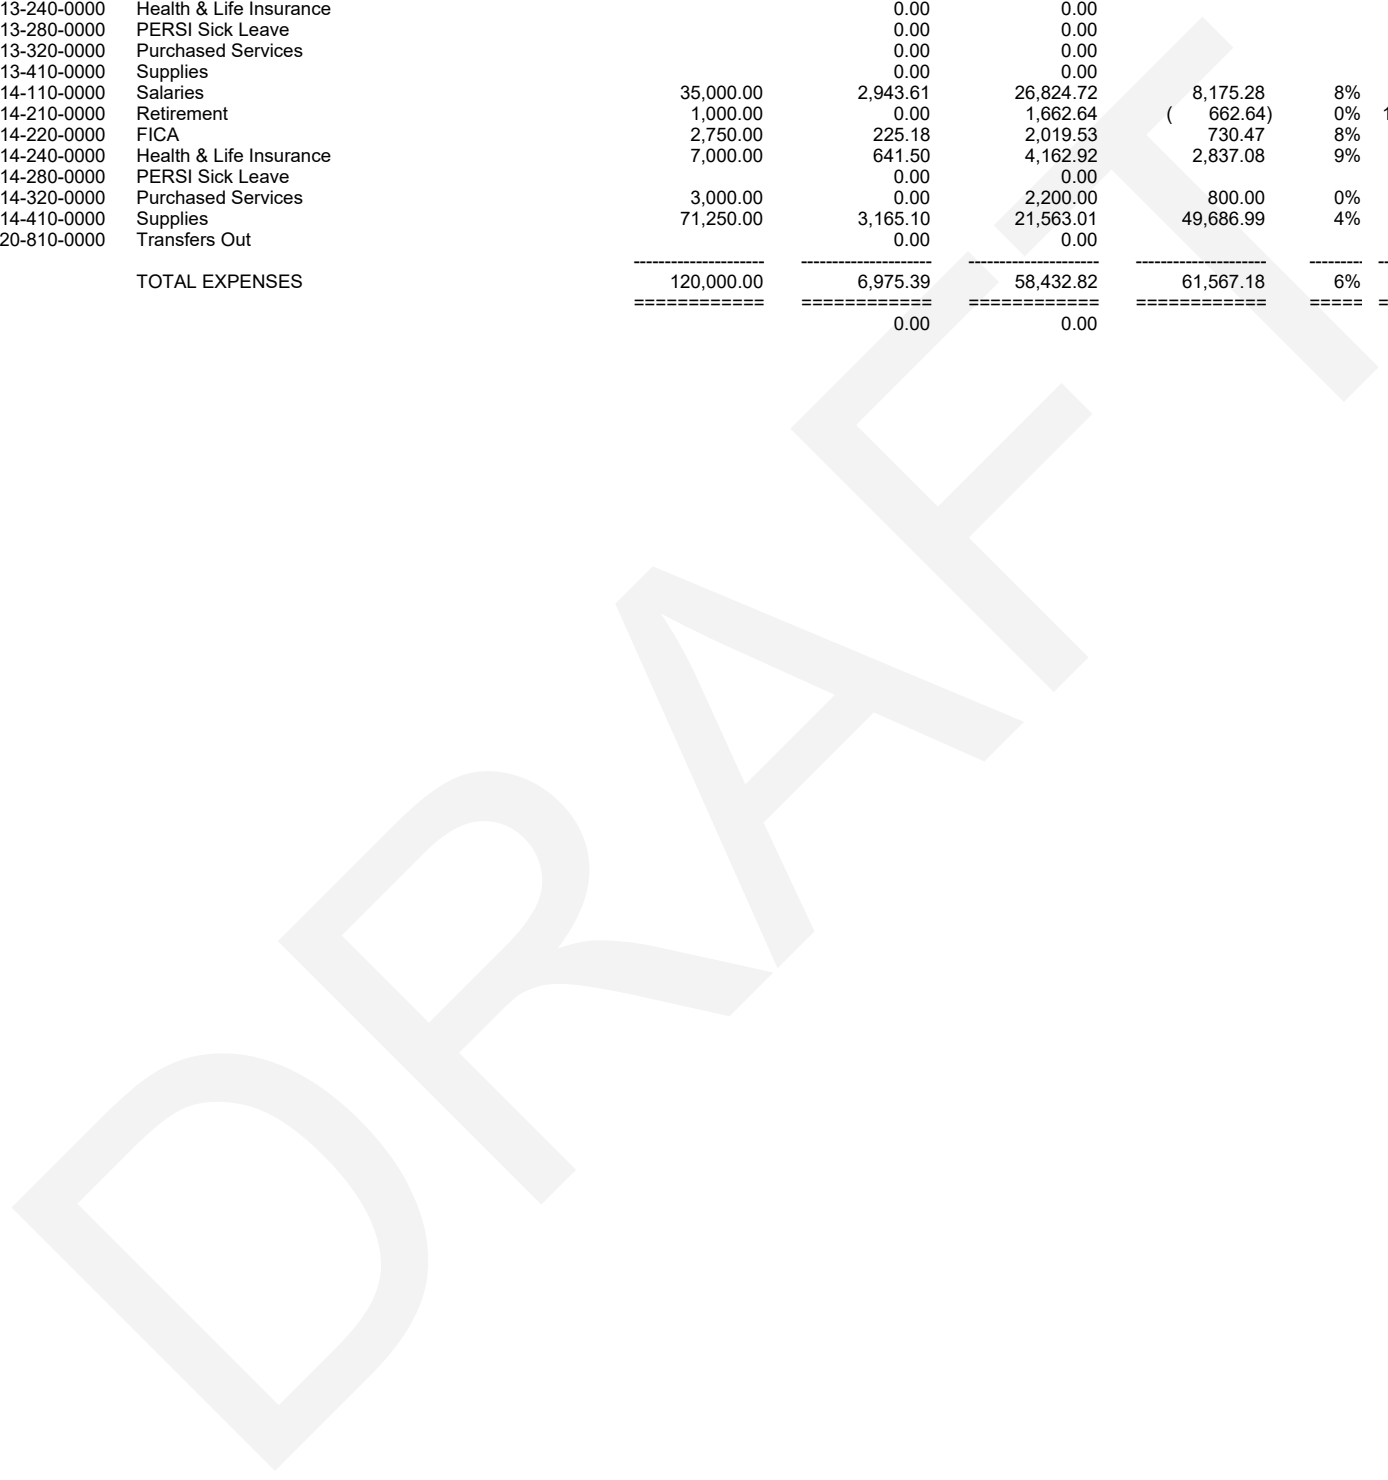 13-240-0000 Health & Life Insurance 0.00 0.00
13-280-0000 PERSI Sick Leave 0.00 0.00
13-320-0000 Purchased Services 0.00 0.00
13-410-0000 Supplies 0.00 0.00
14-110-0000 Salaries 35,000.00 2,943.61 26,824.72 8,175.28 8%
14-210-0000 Retirement 1,000.00 0.00 1,662.64 ( 662.64) 0% 1
14-220-0000 FICA 2,750.00 225.18 2,019.53 730.47 8%
14-240-0000 Health & Life Insurance 7,000.00 641.50 4,162.92 2,837.08 9%
14-280-0000 PERSI Sick Leave 0.00 0.00
14-320-0000 Purchased Services 3,000.00 0.00 2,200.00 800.00 0%
14-410-0000 Supplies 71,250.00 3,165.10 21,563.01 49,686.99 4%
20-810-0000 Transfers Out 0.00 0.00
--------------------- --------------------- --------------------- --------------------- -------- --
TOTAL EXPENSES 120,000.00 6,975.39 58,432.82 61,567.18 6%
============ ============ ============ ============ ===== =
0.00 0.00
DRAFT